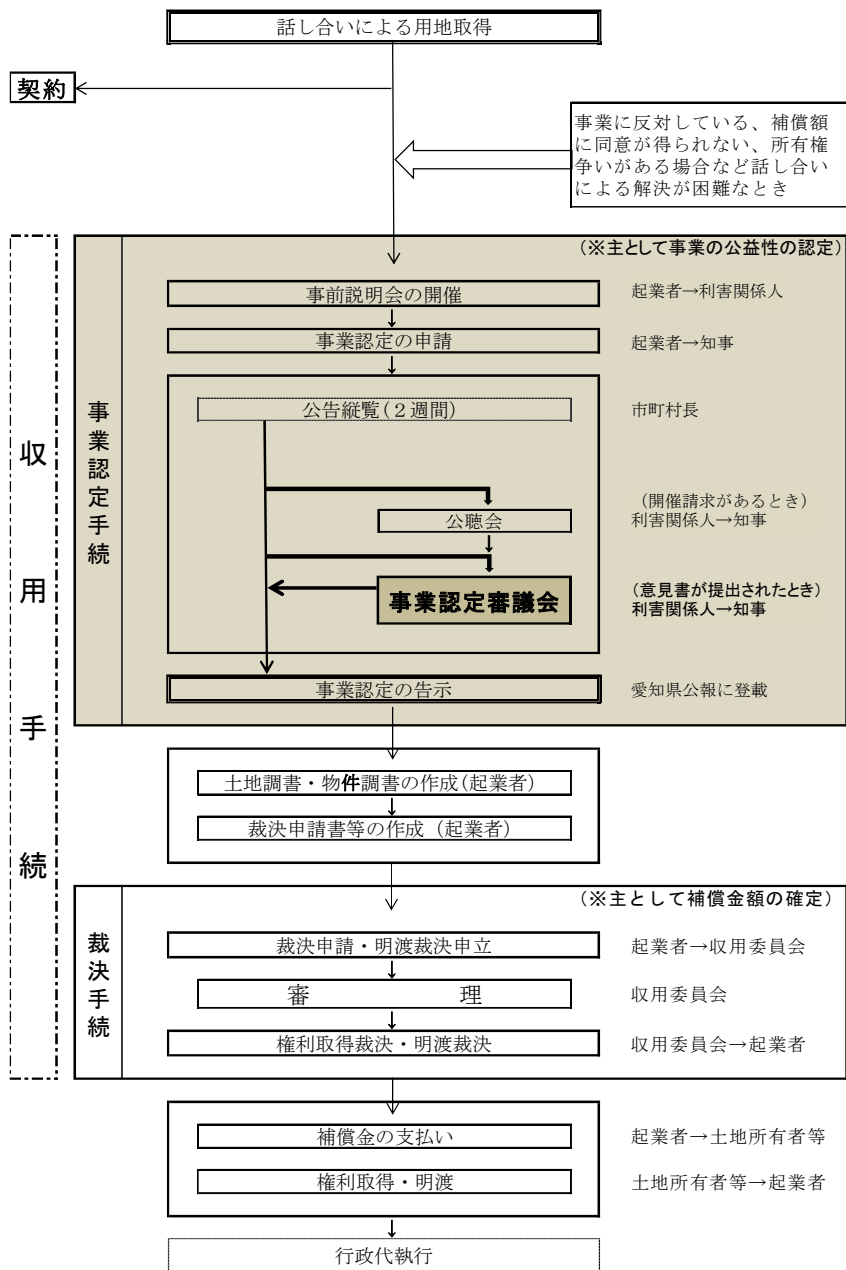 話し合いによる用地取得
契約
事業に反対している、補償額
に同意が得られない、所有権
争いがある場合など話し合い
による解決が困難なとき
収用手続
事業認定手続
（※主として事業の公益性の認定）
事前説明会の開催
起業者→利害関係人
事業認定の申請
起業者→知事
公告縦覧（２週間）
市町村長
（開催請求があるとき）
公聴会
利害関係人→知事
事業認定審議会
（意見書が提出されたとき）
利害関係人→知事
事業認定の告示
愛知県公報に登載
土地調書・物件調書の作成（起業者）
裁決申請書等の作成（起業者）
裁決手続
（※主として補償金額の確定）
裁決申請・明渡裁決申立
起業者→収用委員会
審　　　　理
収用委員会
権利取得裁決・明渡裁決
収用委員会→起業者
補償金の支払い
起業者→土地所有者等
権利取得・明渡
土地所有者等→起業者
行政代執行